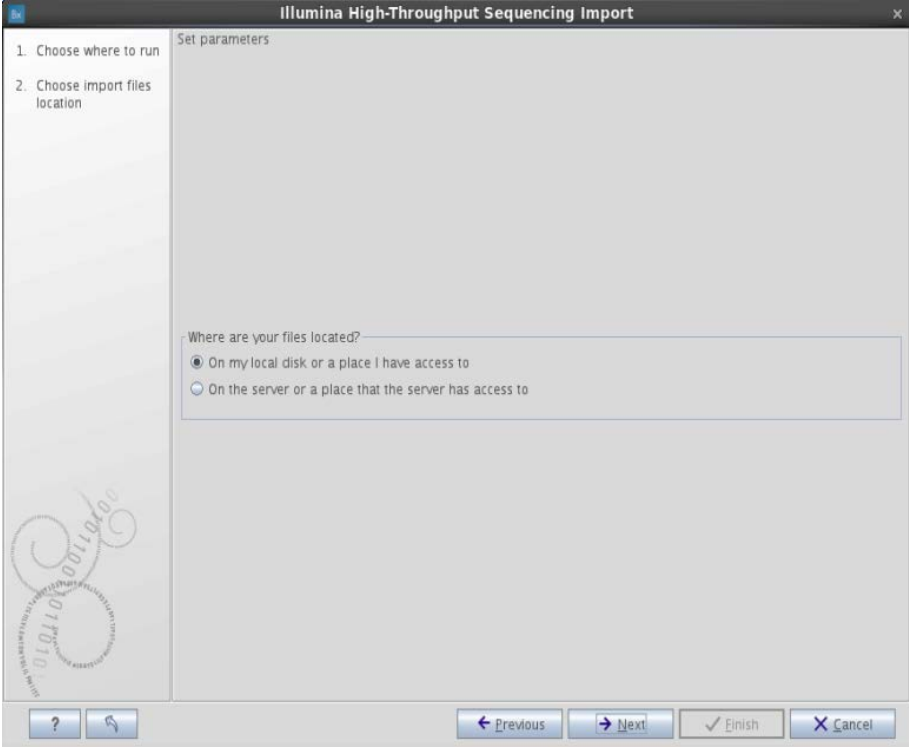 Bx
Illumina High-Throughput Sequencing Import
x
1. Choose where to run
2. Choose import files
location
Set parameters
Where are your files located?
On my local disk or a place I have access to
On the server or a place that the server has access to
?
Previous
Next
Finish
Cancel